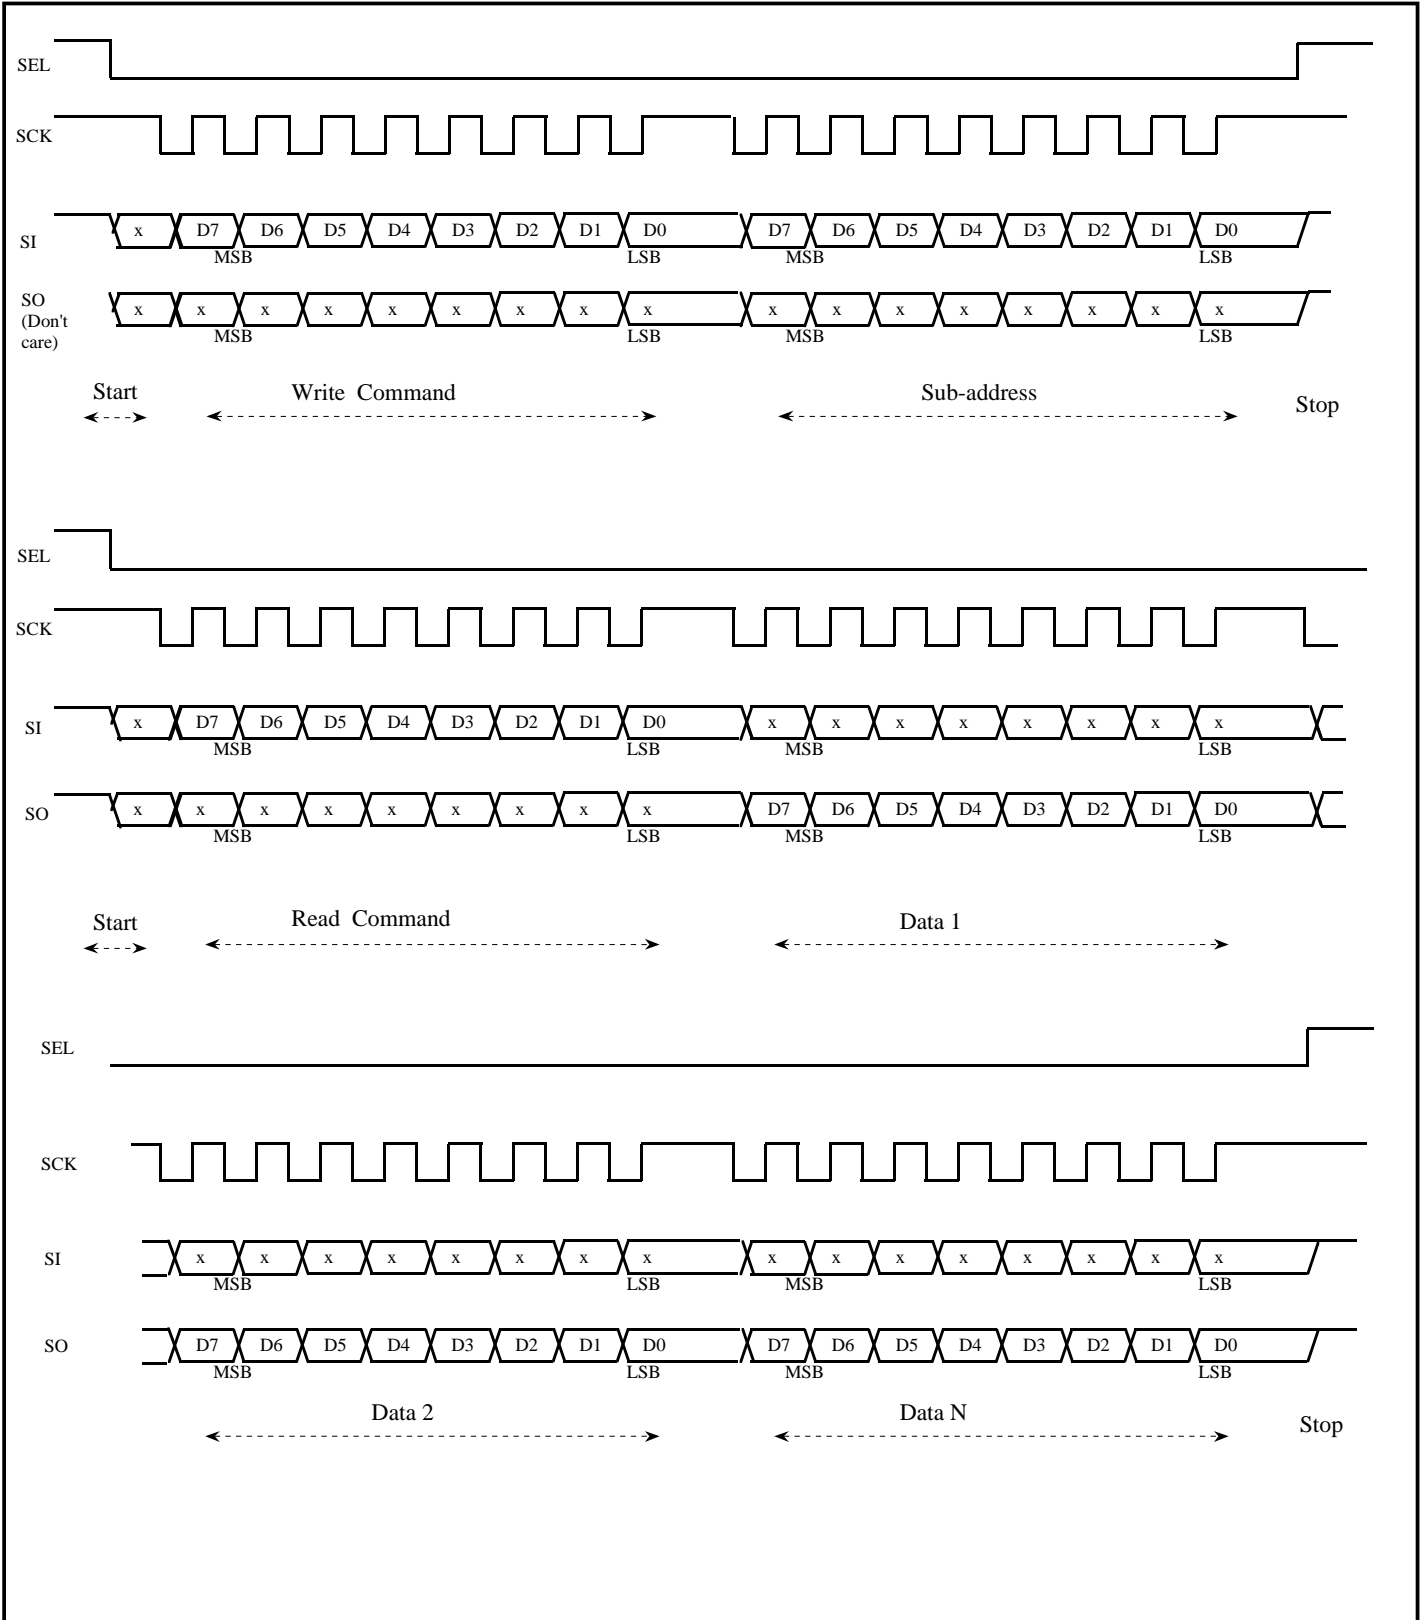 SEL
SCK
SI x D7 D6 D5 D4 D3 D2 D1 D0 D7 D6 D5 D4 D3 D2 D1 D0
MSB LSB MSB LSB
SO
(Don't
care)
x x x x x x x x x x x x x x x x x
MSB LSB MSB LSB
Start Write Command Sub-address Stop
SEL
SCK
SI x D7 D6 D5 D4 D3 D2 D1 D0 x x x x x x x x
MSB LSB MSB LSB
SO x x x x x x x x x D7 D6 D5 D4 D3 D2 D1 D0
MSB LSB MSB LSB
Start Read Command Data 1
SEL
SCK
SI x x x x x x x x x x x x x x x x
MSB LSB MSB LSB
SO D7 D6 D5 D4 D3 D2 D1 D0 D7 D6 D5 D4 D3 D2 D1 D0
MSB LSB MSB LSB
Data 2 Data N Stop